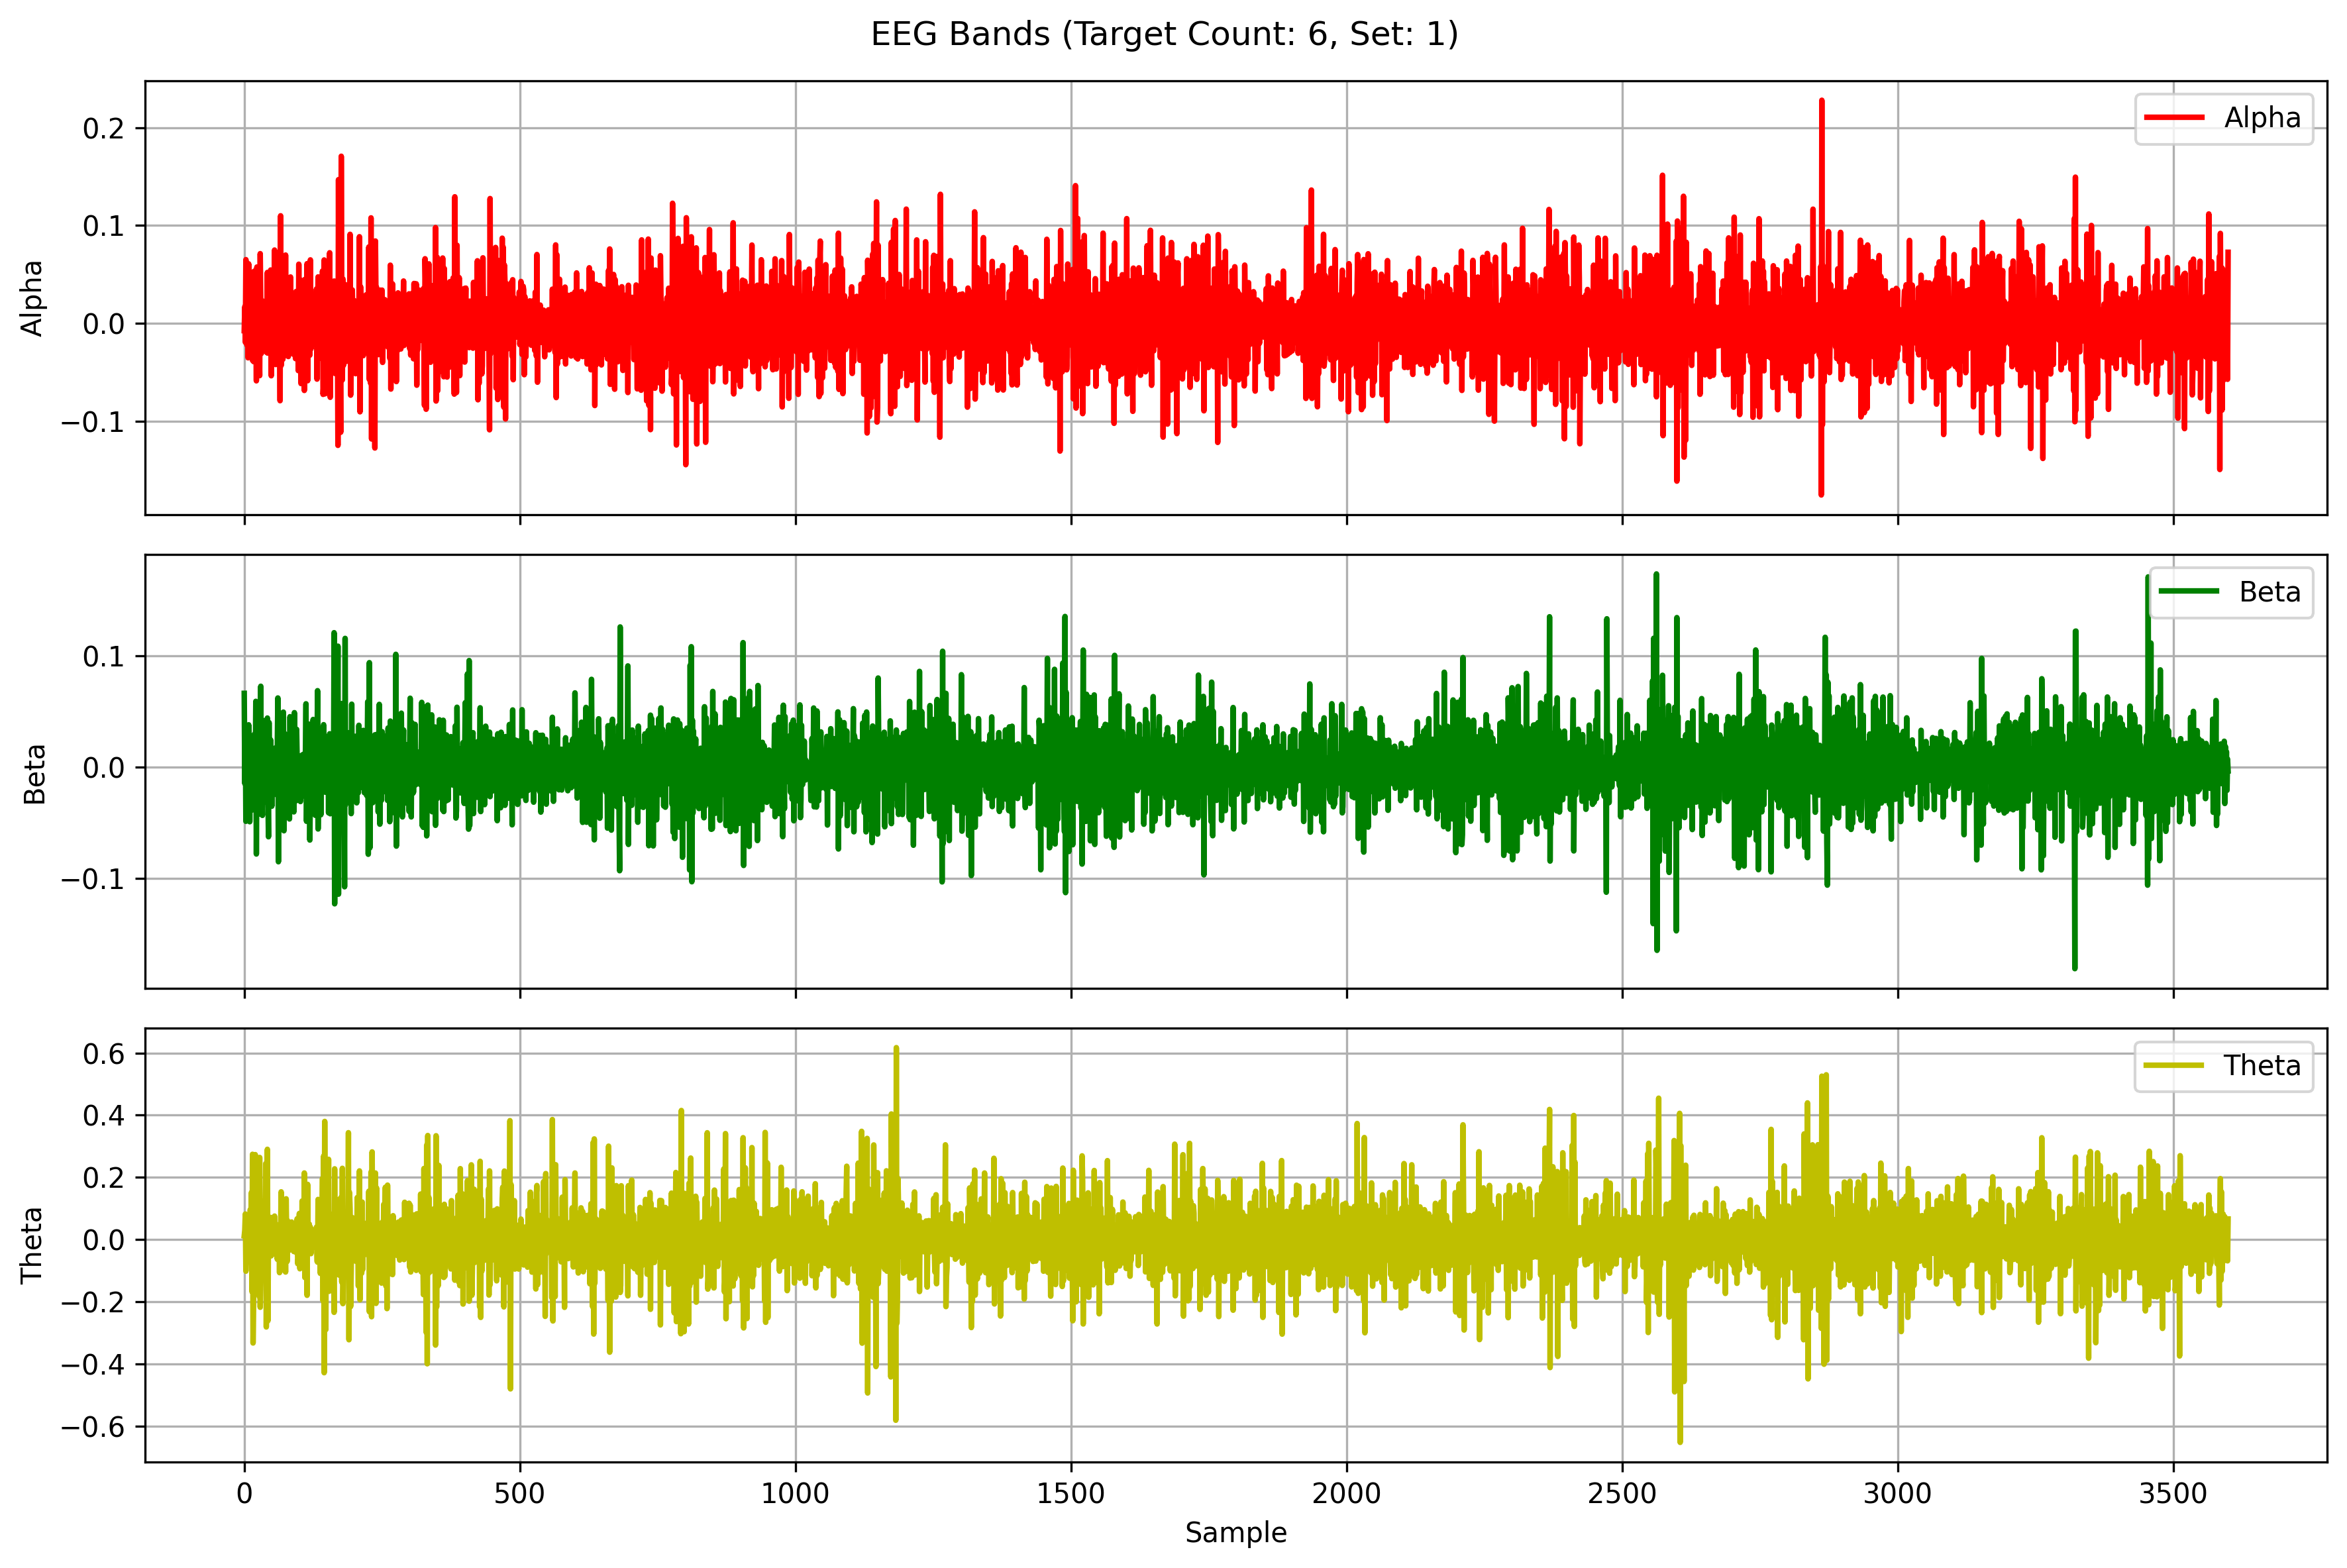 EEG Bands (Target Count: 6, Set: 1)
Alpha
0.2
0.1
0.0
−0.1
Alpha
Beta
0.1
0.0
−0.1
Beta
Theta
0.6
0.4
0.2
0.0
−0.2
−0.4
−0.6
Theta
0 500 1000 1500 2000 2500 3000 3500
Sample